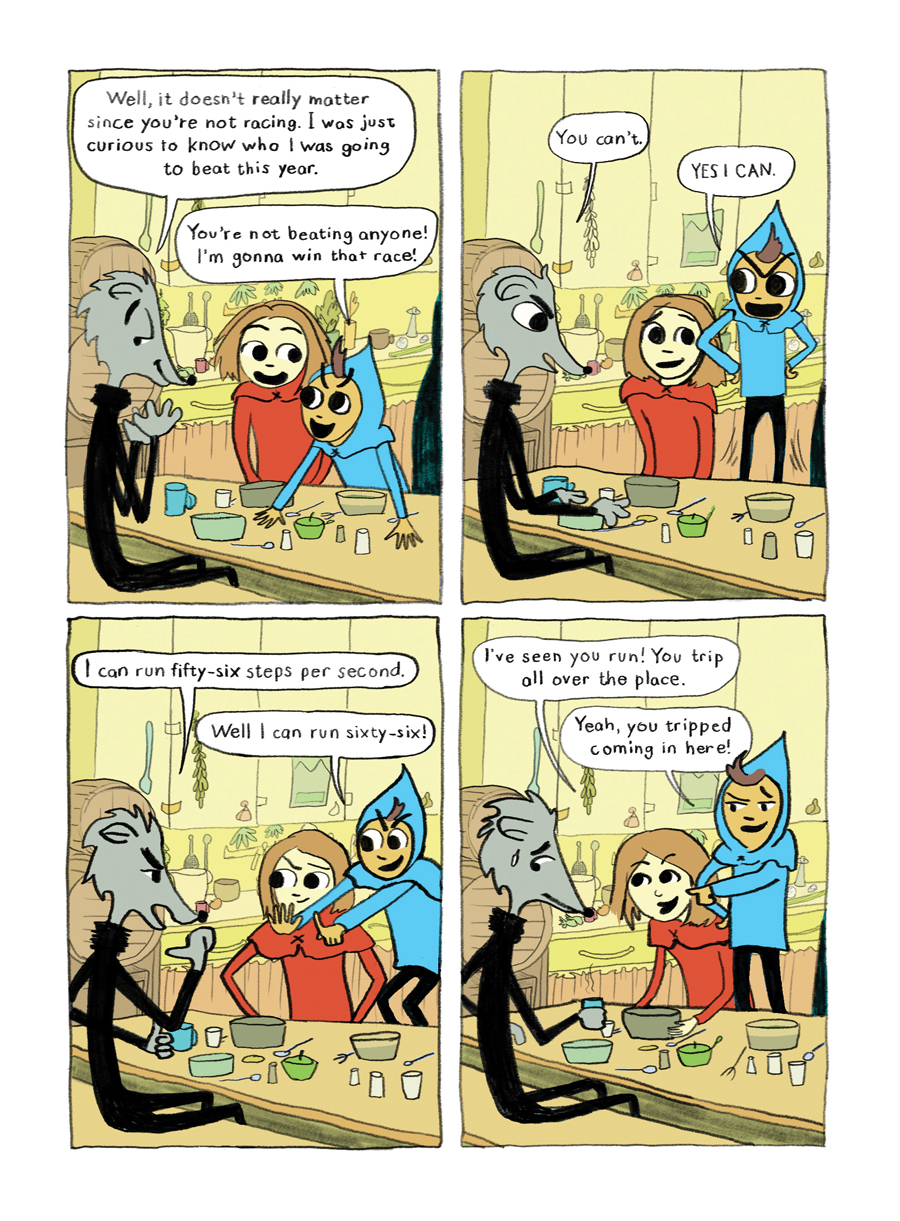 Well, it doesn't really matter
since you're not racing. I was just
curious to know who I was going
to beat this year.
You're not beating anyone!
I'm gonna win that race!
You can't.
YES I CAN.
I can run fifty-six steps per second.
Well I can run sixty-six!
I've seen you run! You trip
all over the place.
Yeah, you tripped
coming in here!